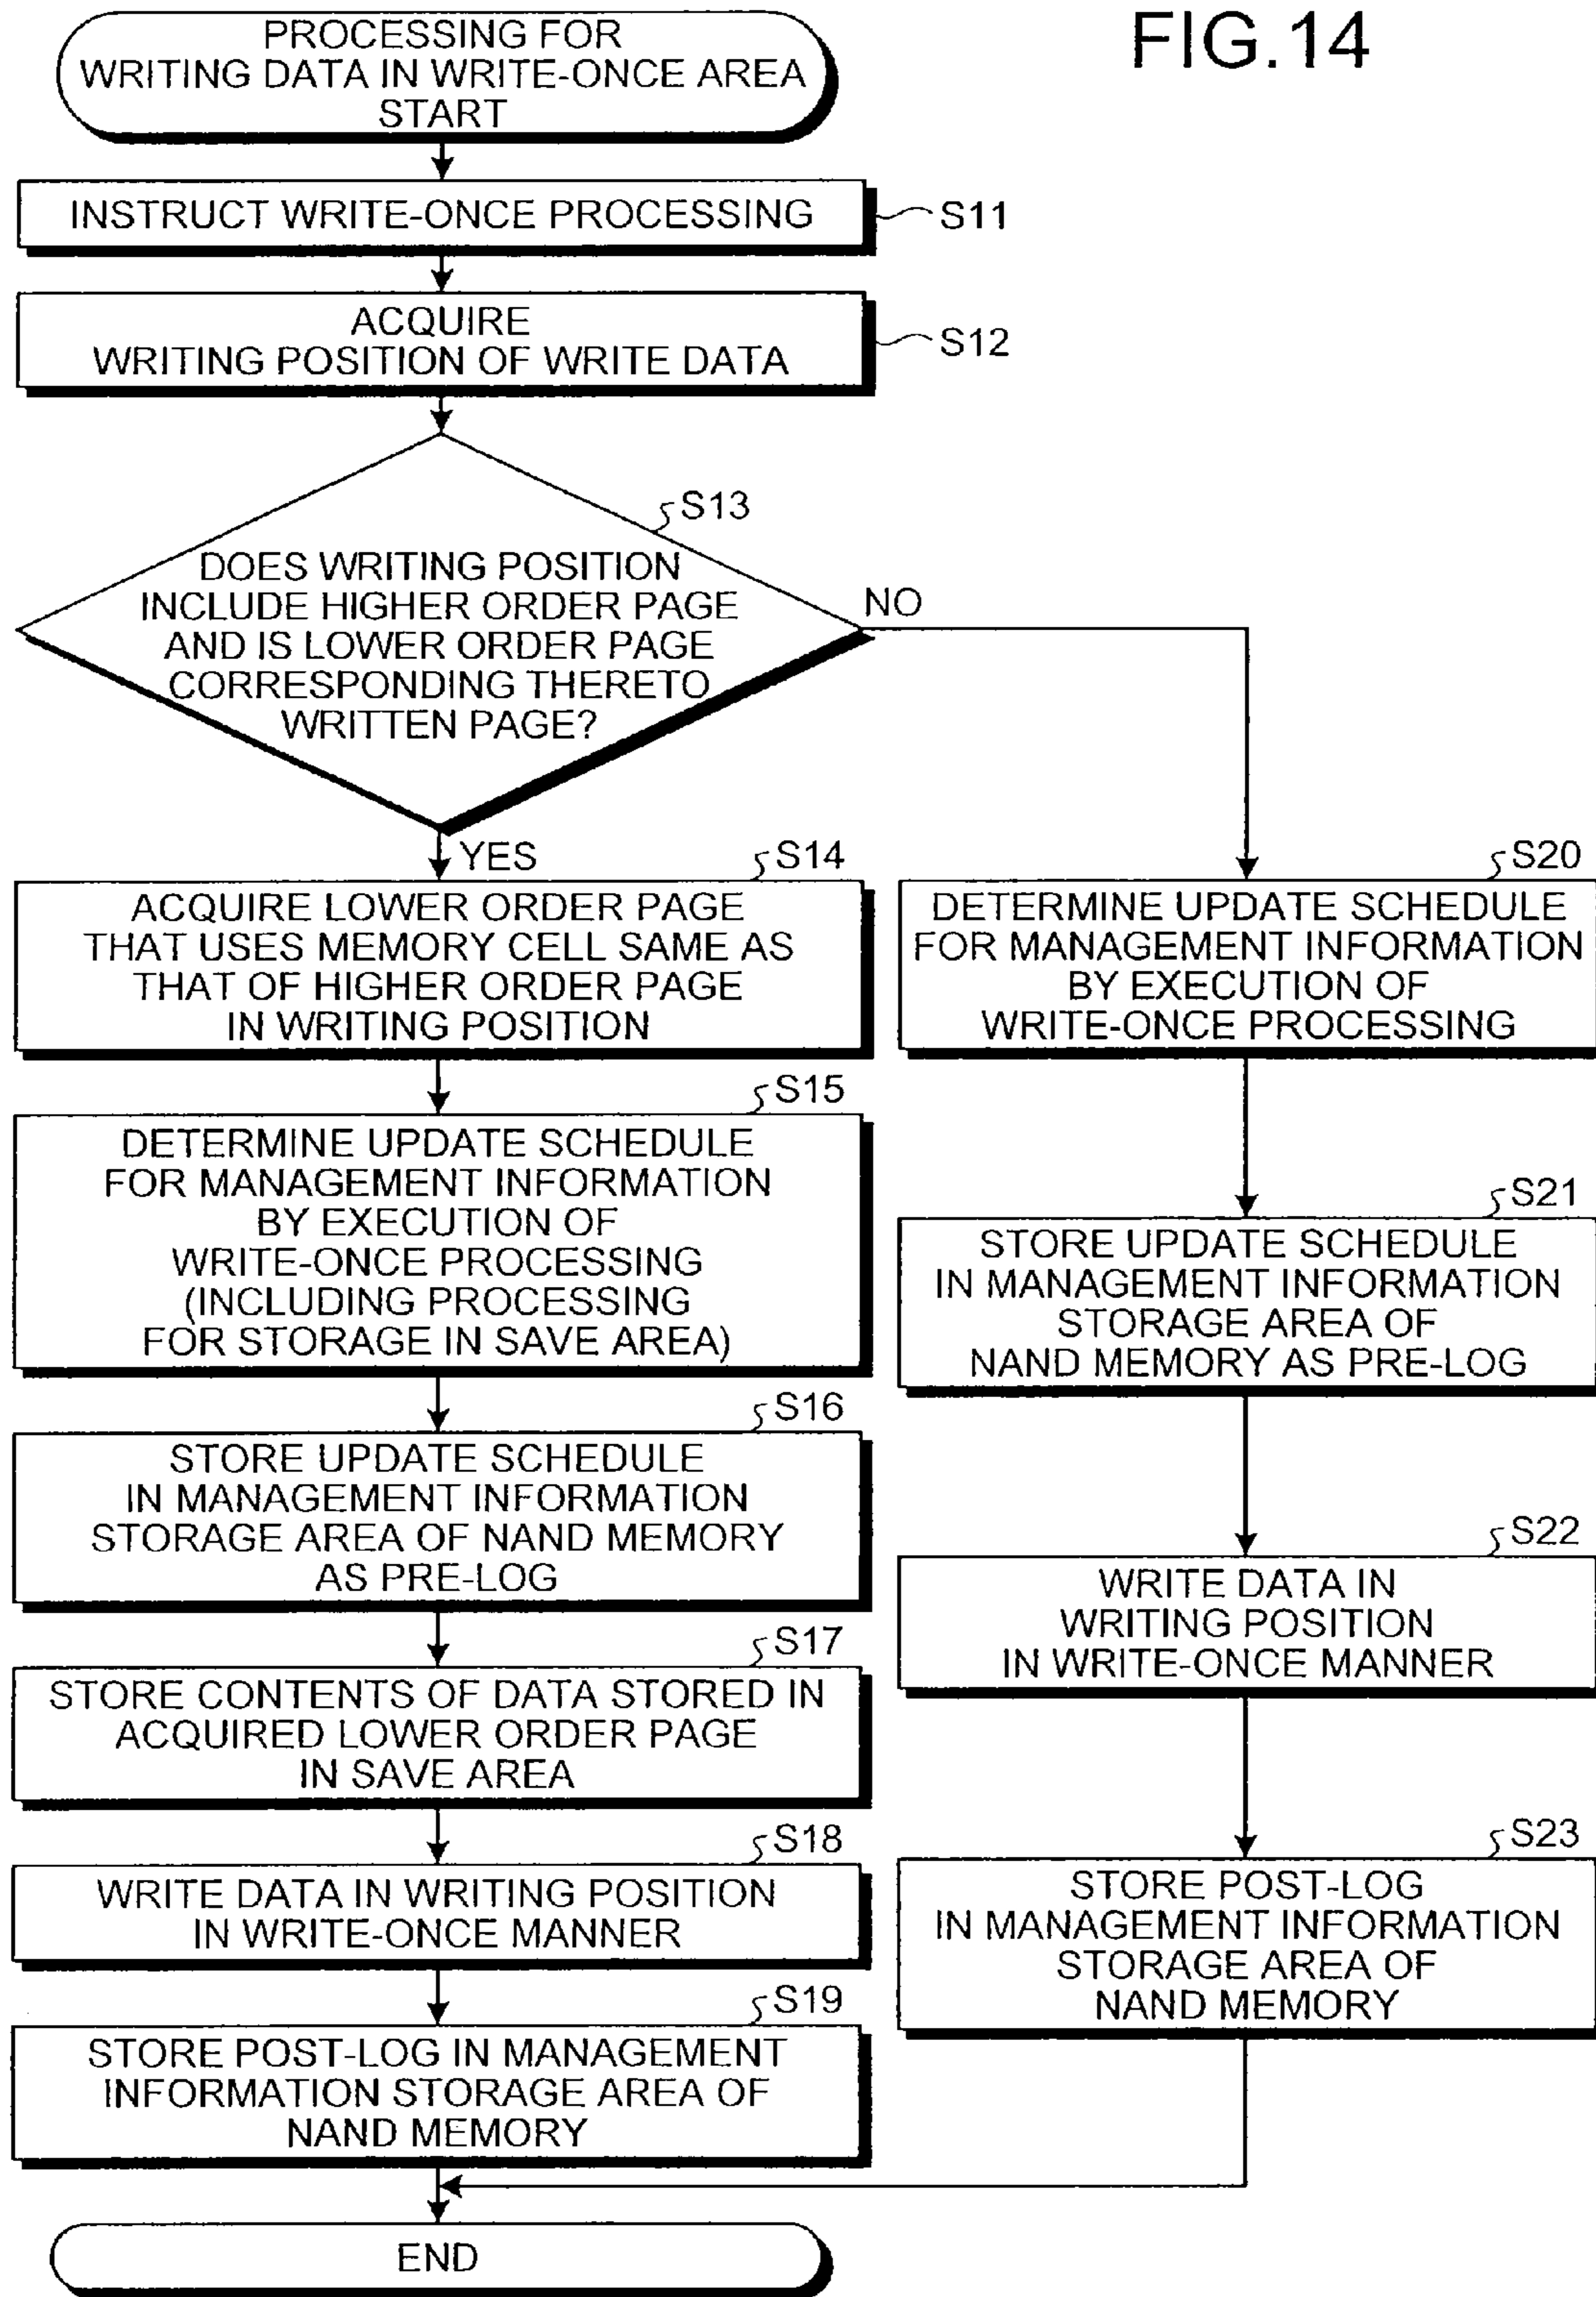 FIG.14
PROCESSING FOR
WRITING DATA IN WRITE-ONCE AREA
START
INSTRUCT WRITE-ONCE PROCESSING
S11
ACQUIRE
WRITING POSITION OF WRITE DATA
S12
S13
DOES WRITING POSITION
INCLUDE HIGHER ORDER PAGE
AND IS LOWER ORDER PAGE
CORRESPONDING THERETO
WRITTEN PAGE?
NO
YES
S14
ACQUIRE LOWER ORDER PAGE
THAT USES MEMORY CELL SAME AS
THAT OF HIGHER ORDER PAGE
IN WRITING POSITION
S15
DETERMINE UPDATE SCHEDULE
FOR MANAGEMENT INFORMATION
BY EXECUTION OF
WRITE-ONCE PROCESSING
(INCLUDING PROCESSING
FOR STORAGE IN SAVE AREA)
S16
STORE UPDATE SCHEDULE
IN MANAGEMENT INFORMATION
STORAGE AREA OF NAND MEMORY
AS PRE-LOG
S17
STORE CONTENTS OF DATA STORED IN
ACQUIRED LOWER ORDER PAGE
IN SAVE AREA
S18
WRITE DATA IN WRITING POSITION
IN WRITE-ONCE MANNER
S19
STORE POST-LOG IN MANAGEMENT
INFORMATION STORAGE AREA OF
NAND MEMORY
S20
DETERMINE UPDATE SCHEDULE
FOR MANAGEMENT INFORMATION
BY EXECUTION OF
WRITE-ONCE PROCESSING
S21
STORE UPDATE SCHEDULE
IN MANAGEMENT INFORMATION
STORAGE AREA OF
NAND MEMORY AS PRE-LOG
S22
WRITE DATA IN
WRITING POSITION
IN WRITE-ONCE MANNER
S23
STORE POST-LOG
IN MANAGEMENT INFORMATION
STORAGE AREA OF
NAND MEMORY
END